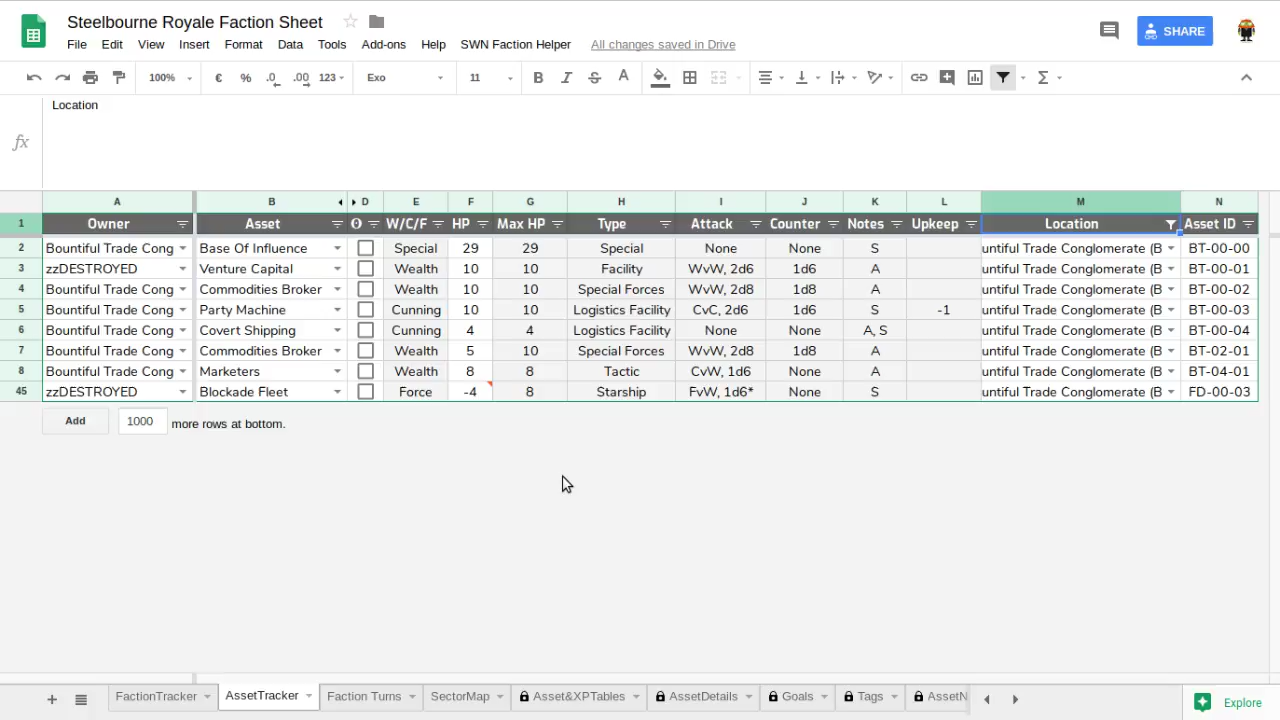 Steelbourne Royale Faction Sheet
File Edit View Insert Format Data Tools Add-ons Help SWN Faction Helper All changes saved in Drive
SHARE
100% € % .0 .00 123 Exo 11 B I S A Σ
Location
fx
A B D E F G H I J K L M N
1 Owner Asset W/C/F HP Max HP Type Attack Counter Notes Upkeep Location Asset ID
2 Bountiful Trade Cong Base Of Influence Special 29 29 Special None None S untiful Trade Conglomerate (B BT-00-00
3 zzDESTROYED Venture Capital Wealth 10 10 Facility WvW, 2d6 1d6 A untiful Trade Conglomerate (B BT-00-01
4 Bountiful Trade Cong Commodities Broker Wealth 10 10 Special Forces WvW, 2d8 1d8 A untiful Trade Conglomerate (B BT-00-02
5 Bountiful Trade Cong Party Machine Cunning 10 10 Logistics Facility CvC, 2d6 1d6 S -1 untiful Trade Conglomerate (B BT-00-03
6 Bountiful Trade Cong Covert Shipping Cunning 4 4 Logistics Facility None None A, S untiful Trade Conglomerate (B BT-00-04
7 Bountiful Trade Cong Commodities Broker Wealth 5 10 Special Forces WvW, 2d8 1d8 A untiful Trade Conglomerate (B BT-02-01
8 Bountiful Trade Cong Marketers Wealth 8 8 Tactic CvW, 1d6 None A untiful Trade Conglomerate (B BT-04-01
45 zzDESTROYED Blockade Fleet Force -4 8 Starship FvW, 1d6* None S untiful Trade Conglomerate (B FD-00-03
Add 1000 more rows at bottom.
FactionTracker AssetTracker Faction Turns SectorMap Asset&XPTables AssetDetails Goals Tags AssetN
Explore